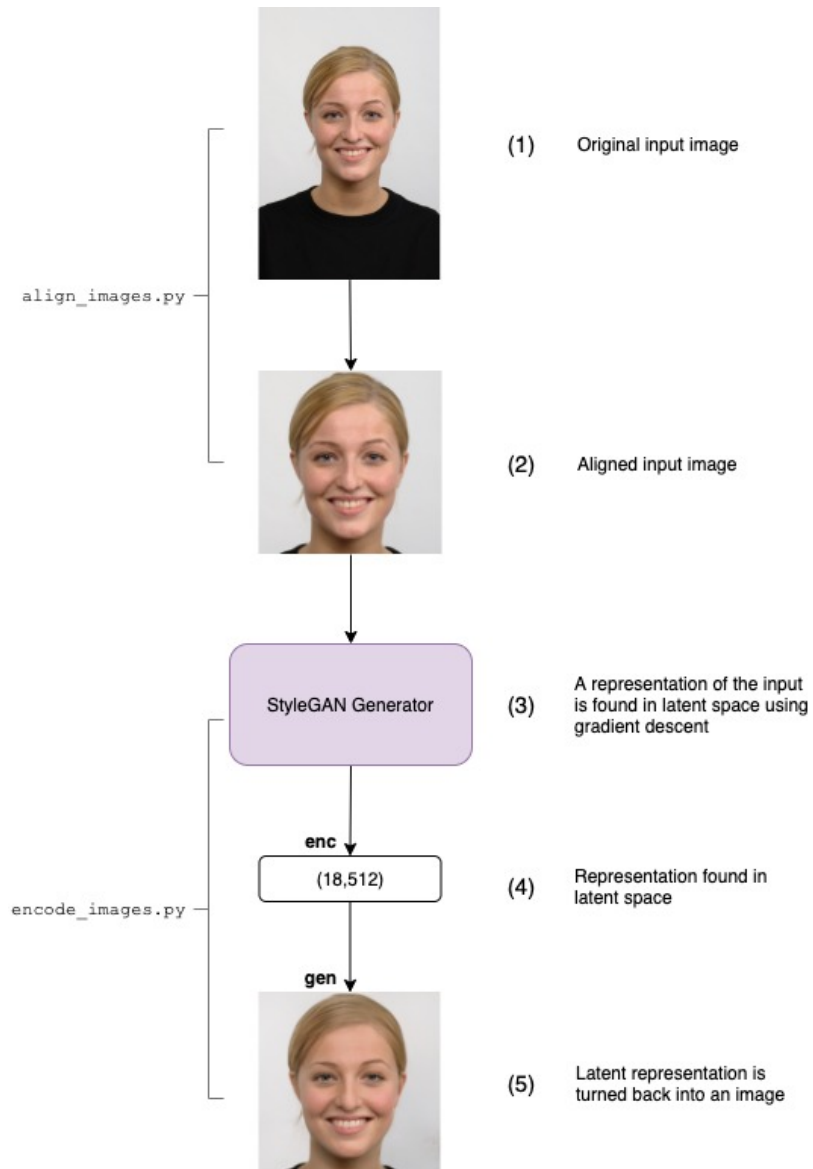 (1) Original input image
align_images.py
(2) Aligned input image
StyleGAN Generator
(3) A representation of the input
is found in latent space using
gradient descent
enc
(18,512)
(4) Representation found in
latent space
encode_images.py
gen
(5) Latent representation is
turned back into an image